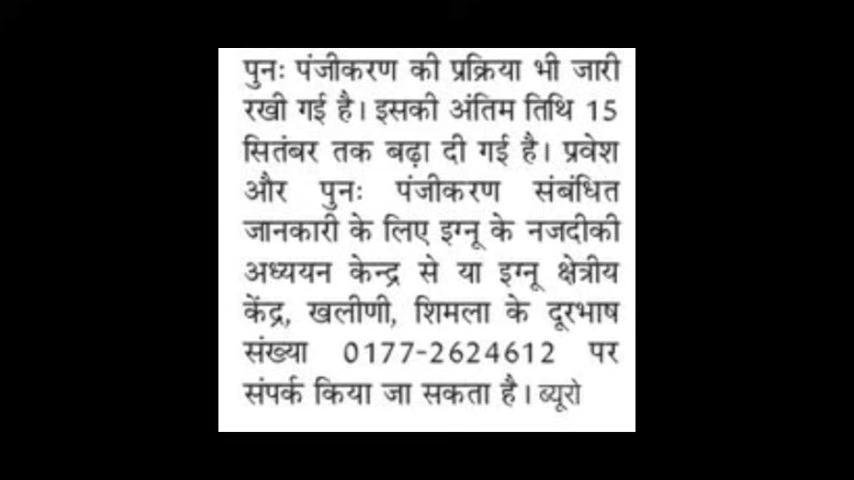 पुनः पंजीकरण की प्रक्रिया भी जारी
रखी गई है। इसकी अंतिम तिथि 15
सितंबर तक बढ़ा दी गई है। प्रवेश
और पुनः पंजीकरण संबंधित
जानकारी के लिए इग्नू के नजदीकी
अध्ययन केन्द्र से या इग्नू क्षेत्रीय
केंद्र, खलीणी, शिमला के दूरभाष
संख्या 0177-2624612 पर
संपर्क किया जा सकता है। ब्यूरो